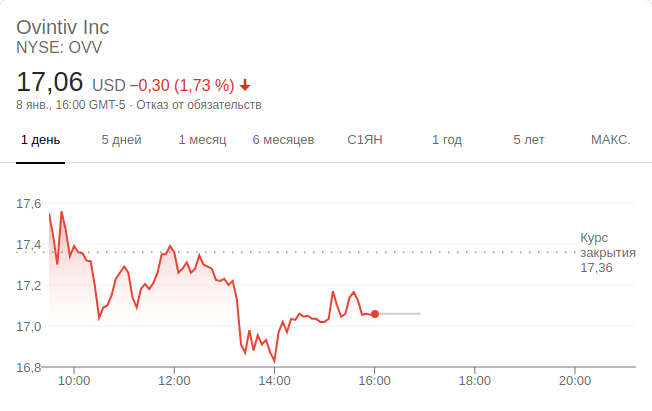 Ovintiv Inc
NYSE: OVV
17,06 USD −0,30 (1,73 %)
8 янв., 16:00 GMT-5 · Отказ от обязательств
1 день 5 дней 1 месяц 6 месяцев С1ЯН 1 год 5 лет МАКС.
17,6
17,4
17,2
17,0
16,8
Курс
закрытия
17,36
10:00 12:00 14:00 16:00 18:00 20:00